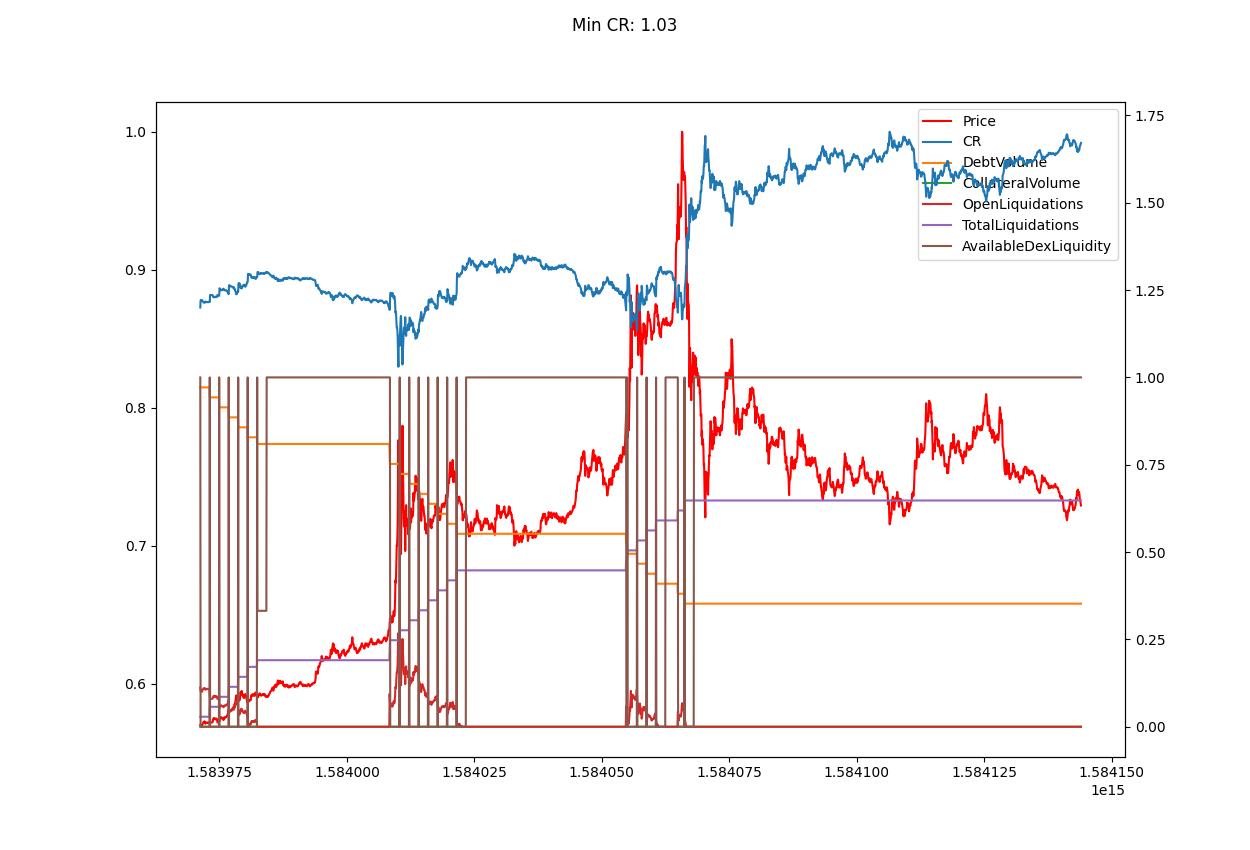 Min CR: 1.03
1.0
0.9
0.8
0.7
0.6
1.75
1.50
1.25
1.00
0.75
0.50
0.25
0.00
Price
CR
DebtVolume
CollateralVolume
OpenLiquidations
TotalLiquidations
AvailableDexLiquidity
1.583975 1.584000 1.584025 1.584050 1.584075 1.584100 1.584125 1.584150
1e15